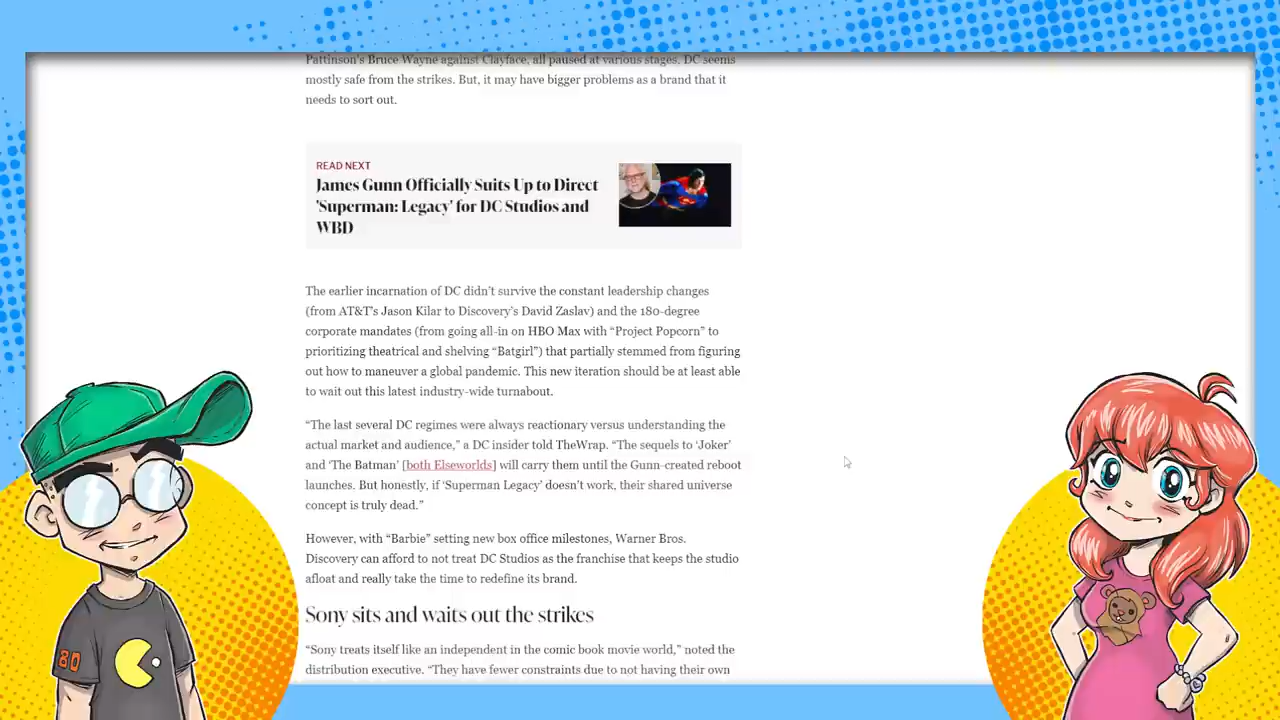 Pattinson's Bruce Wayne against Clayface, all paused at various stages. DC seems
mostly safe from the strikes. But, it may have bigger problems as a brand that it
needs to sort out.
READ NEXT
James Gunn Officially Suits Up to Direct
'Superman: Legacy' for DC Studios and
WBD
The earlier incarnation of DC didn’t survive the constant leadership changes
(from AT&T’s Jason Kilar to Discovery’s David Zaslav) and the 180-degree
corporate mandates (from going all-in on HBO Max with “Project Popcorn” to
prioritizing theatrical and shelving “Batgirl”) that partially stemmed from figuring
out how to maneuver a global pandemic. This new iteration should be at least able
to wait out this latest industry-wide turnabout.
“The last several DC regimes were always reactionary versus understanding the
actual market and audience,” a DC insider told TheWrap. “The sequels to ‘Joker’
and ‘The Batman’ [both Elseworlds] will carry them until the Gunn-created reboot
launches. But honestly, if ‘Superman Legacy’ doesn’t work, their shared universe
concept is truly dead.”
However, with “Barbie” setting new box office milestones, Warner Bros.
Discovery can afford to not treat DC Studios as the franchise that keeps the studio
afloat and really take the time to redefine its brand.
Sony sits and waits out the strikes
“Sony treats itself like an independent in the comic book movie world,” noted the
distribution executive. “They have fewer constraints due to not having their own
80